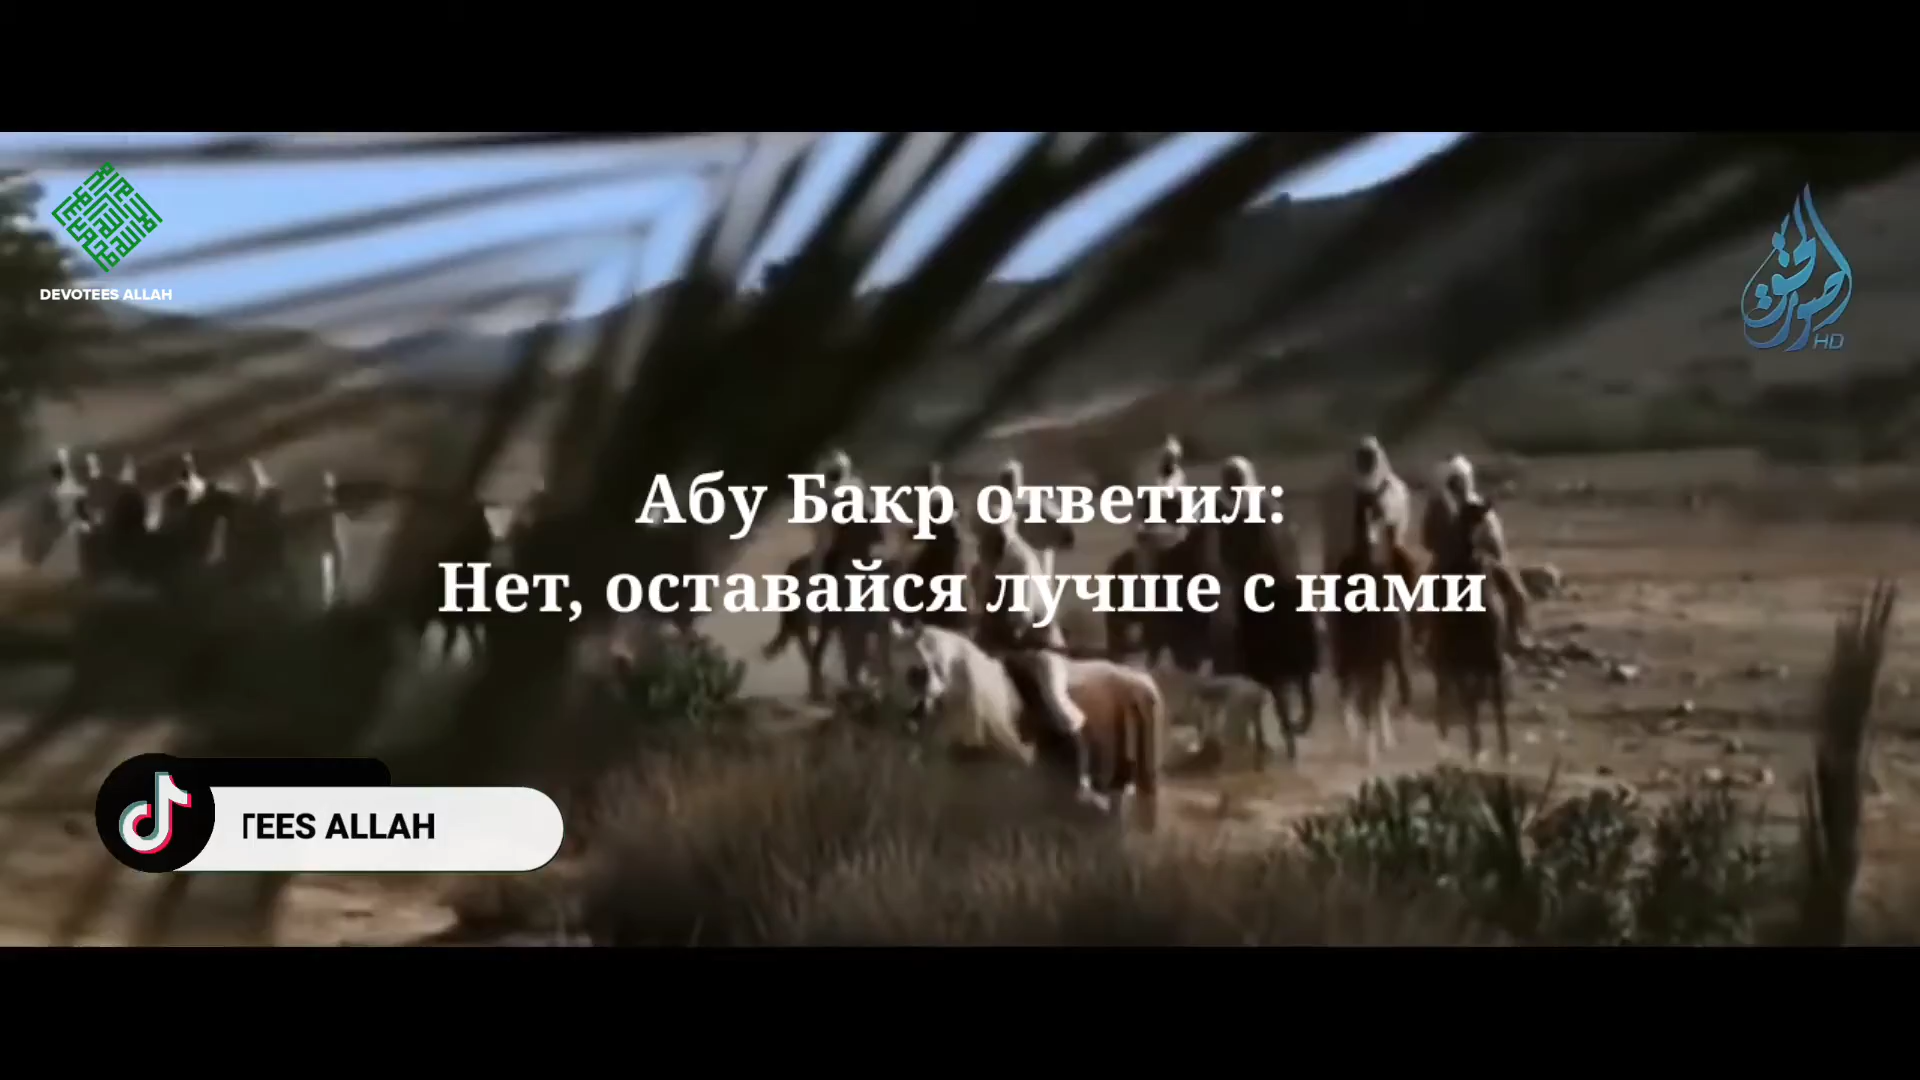 DEVOTEES ALLAH
HD
Абу Бакр ответил:
Нет, оставайся лучше с нами
TEES ALLAH